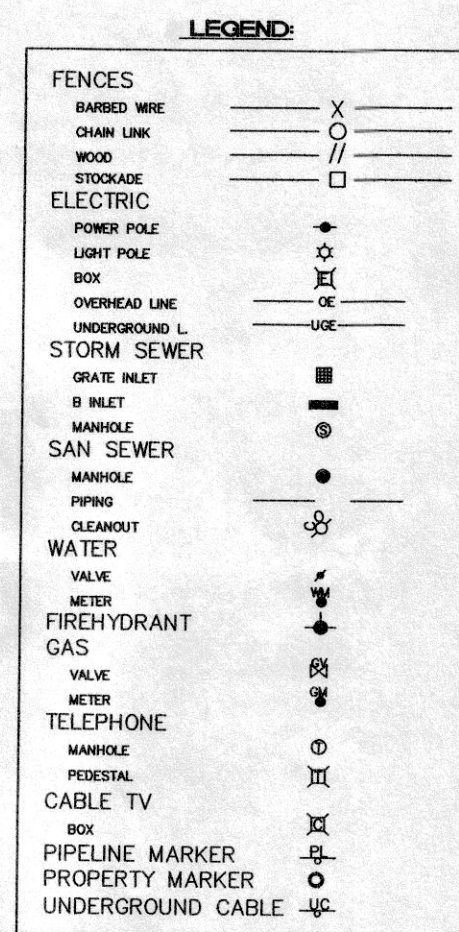 LEGEND:
FENCES
BARBED WIRE X
CHAIN LINK
WOOD //
STOCKADE
ELECTRIC
POWER POLE
LIGHT POLE
BOX E
OVERHEAD LINE OE
UNDERGROUND L. UGE
STORM SEWER
GRATE INLET
B INLET
MANHOLE S
SAN SEWER
MANHOLE
PIPING
CLEANOUT CO
WATER
VALVE
METER WM
FIREHYDRANT
GAS
VALVE GV
METER GM
TELEPHONE
MANHOLE T
PEDESTAL T
CABLE TV
BOX C
PIPELINE MARKER PL
PROPERTY MARKER
UNDERGROUND CABLE UC